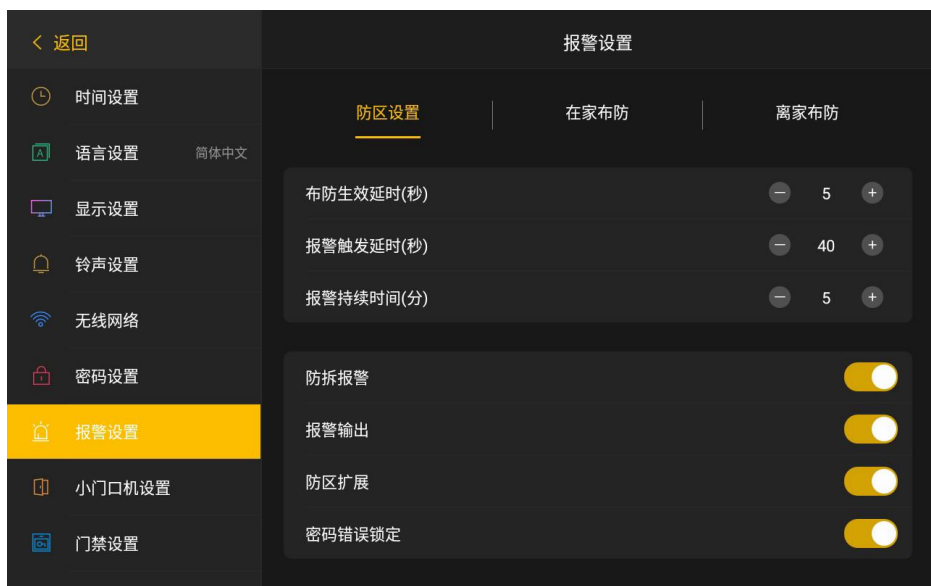 返回
报警设置
时间设置
语言设置 简体中文
显示设置
铃声设置
无线网络
密码设置
报警设置
小门口机设置
门禁设置
防区设置 在家布防 离家布防
布防生效延时(秒) 5
报警触发延时(秒) 40
报警持续时间(分) 5
防拆报警
报警输出
防区扩展
密码错误锁定